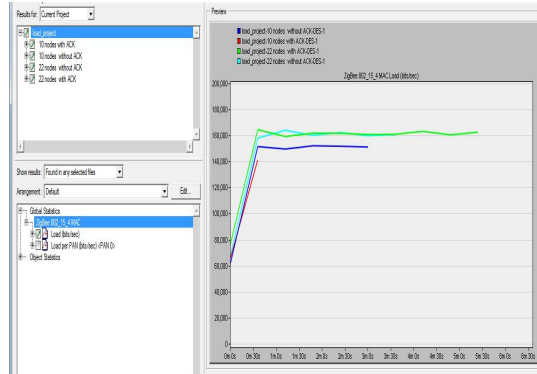 Results for: Current Project
load_project
10 nodes with ACK
10 nodes without ACK
22 nodes without ACK
22 nodes with ACK
Show results: Found in any selected files
Arrangement: Default
Edit...
Global Statistics
ZigBee 802_15_4 MAC
Load (bits/sec)
Load per PAN (bits/sec) <PAN 0>
Object Statistics
Preview
load_project-10 nodes without ACK-DES-1
load_project-10 nodes with ACK-DES-1
load_project-22 nodes without ACK-DES-1
load_project-22 nodes with ACK-DES-1
ZigBee 802_15_4 MAC.Load (bits/sec)
200,000
180,000
160,000
140,000
120,000
100,000
80,000
60,000
40,000
20,000
0
0m 0s 0m 30s 1m 0s 1m 30s 2m 0s 2m 30s 3m 0s 3m 30s 4m 0s 4m 30s 5m 0s 5m 30s 6m 0s 6m 30s